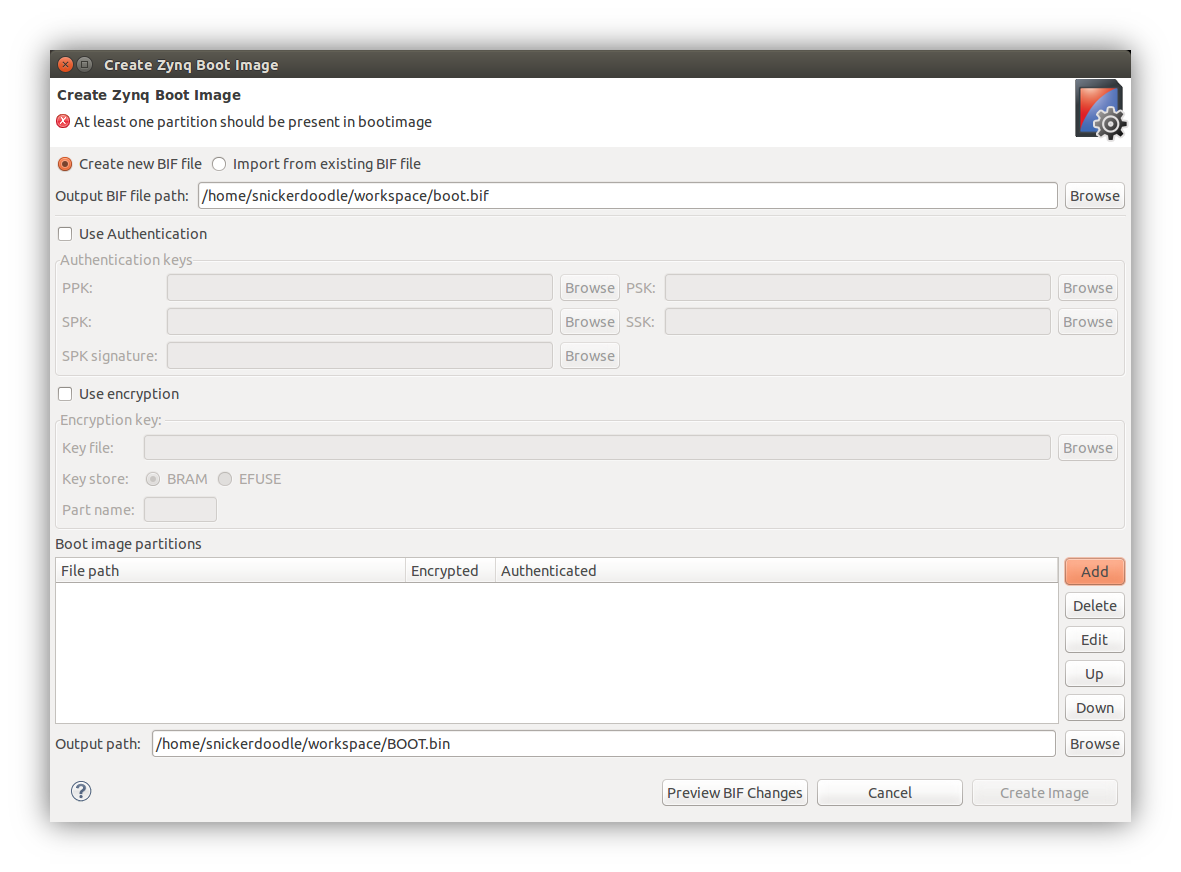 Create Zynq Boot Image
Create Zynq Boot Image
At least one partition should be present in bootimage
Create new BIF file Import from existing BIF file
Output BIF file path: /home/snickerdoodle/workspace/boot.bif Browse
Use Authentication
Authentication keys
PPK: Browse PSK: Browse
SPK: Browse SSK: Browse
SPK signature: Browse
Use encryption
Encryption key:
Key file: Browse
Key store: BRAM EFUSE
Part name:
Boot image partitions
File path Encrypted Authenticated Add
Delete
Edit
Up
Down
Output path: /home/snickerdoodle/workspace/BOOT.bin Browse
? Preview BIF Changes Cancel Create Image